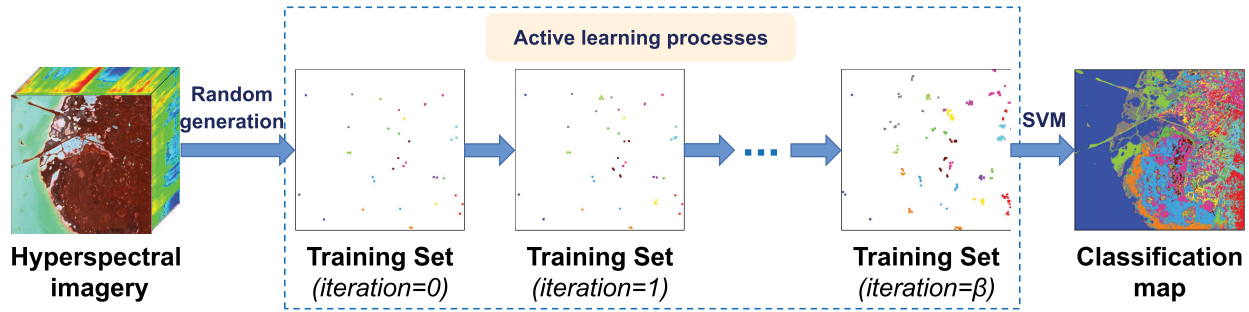 Active learning processes
Random
generation
SVM
Hyperspectral
imagery
Training Set
(iteration=0)
Training Set
(iteration=1)
Training Set
(iteration=β)
Classification
map